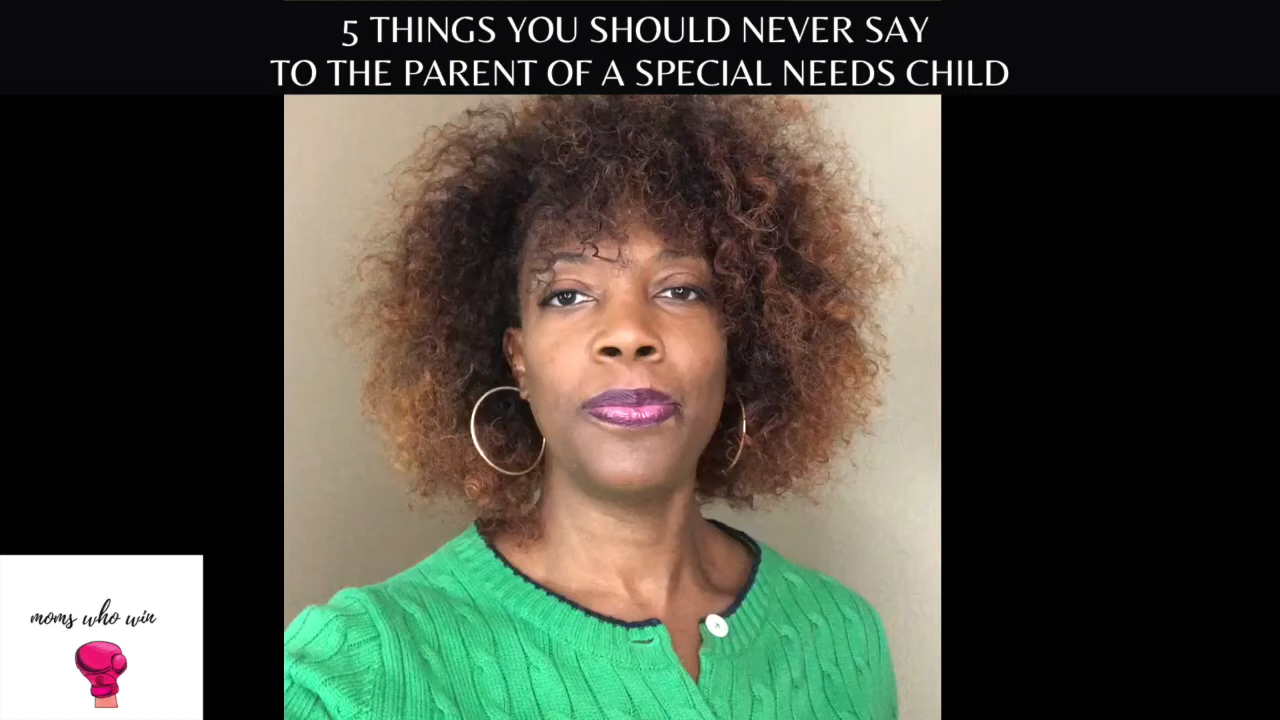 5 THINGS YOU SHOULD NEVER SAY
TO THE PARENT OF A SPECIAL NEEDS CHILD
moms who win